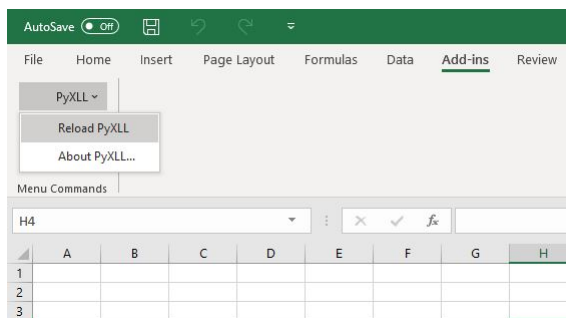 AutoSave Off
File Home Insert Page Layout Formulas Data Add-ins Review
PyXLL
Reload PyXLL
About PyXLL...
Menu Commands
H4 fx
A B C D E F G H
1
2
3